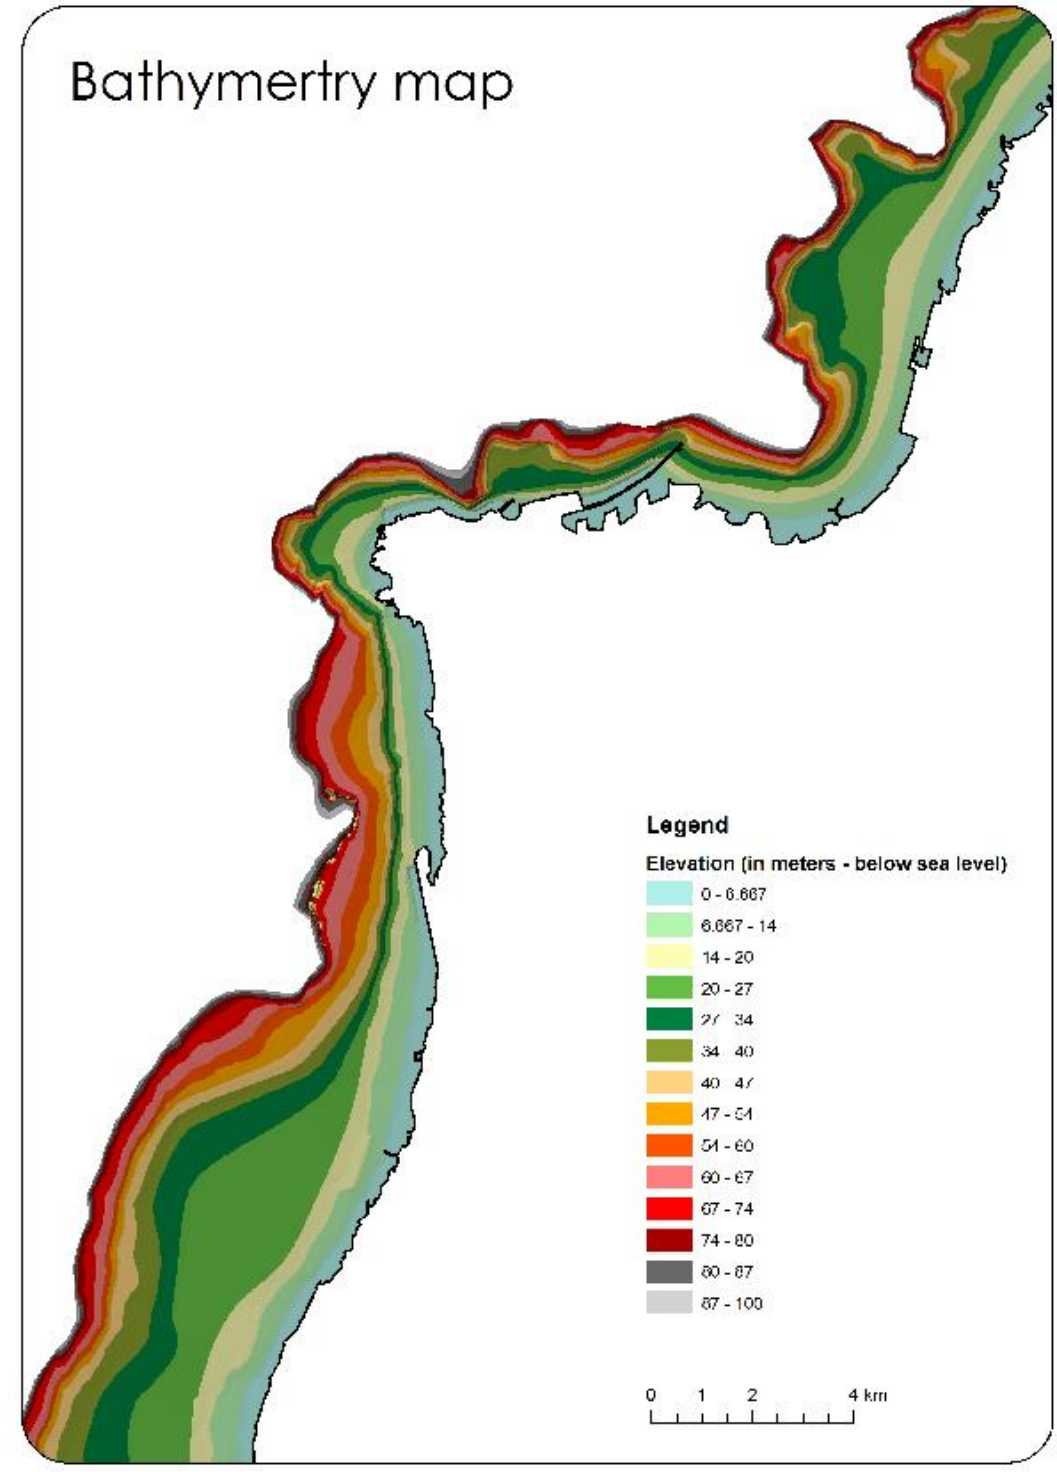 Bathymertry map
Legend
Elevation (in meters - below sea level)
0 - 6.667
6.667 - 14
14 - 20
20 - 27
27 34
34 40
40 47
47 - 54
54 - 60
60 - 67
67 - 74
74 - 80
80 - 87
87 - 100
0 1 2 4 km